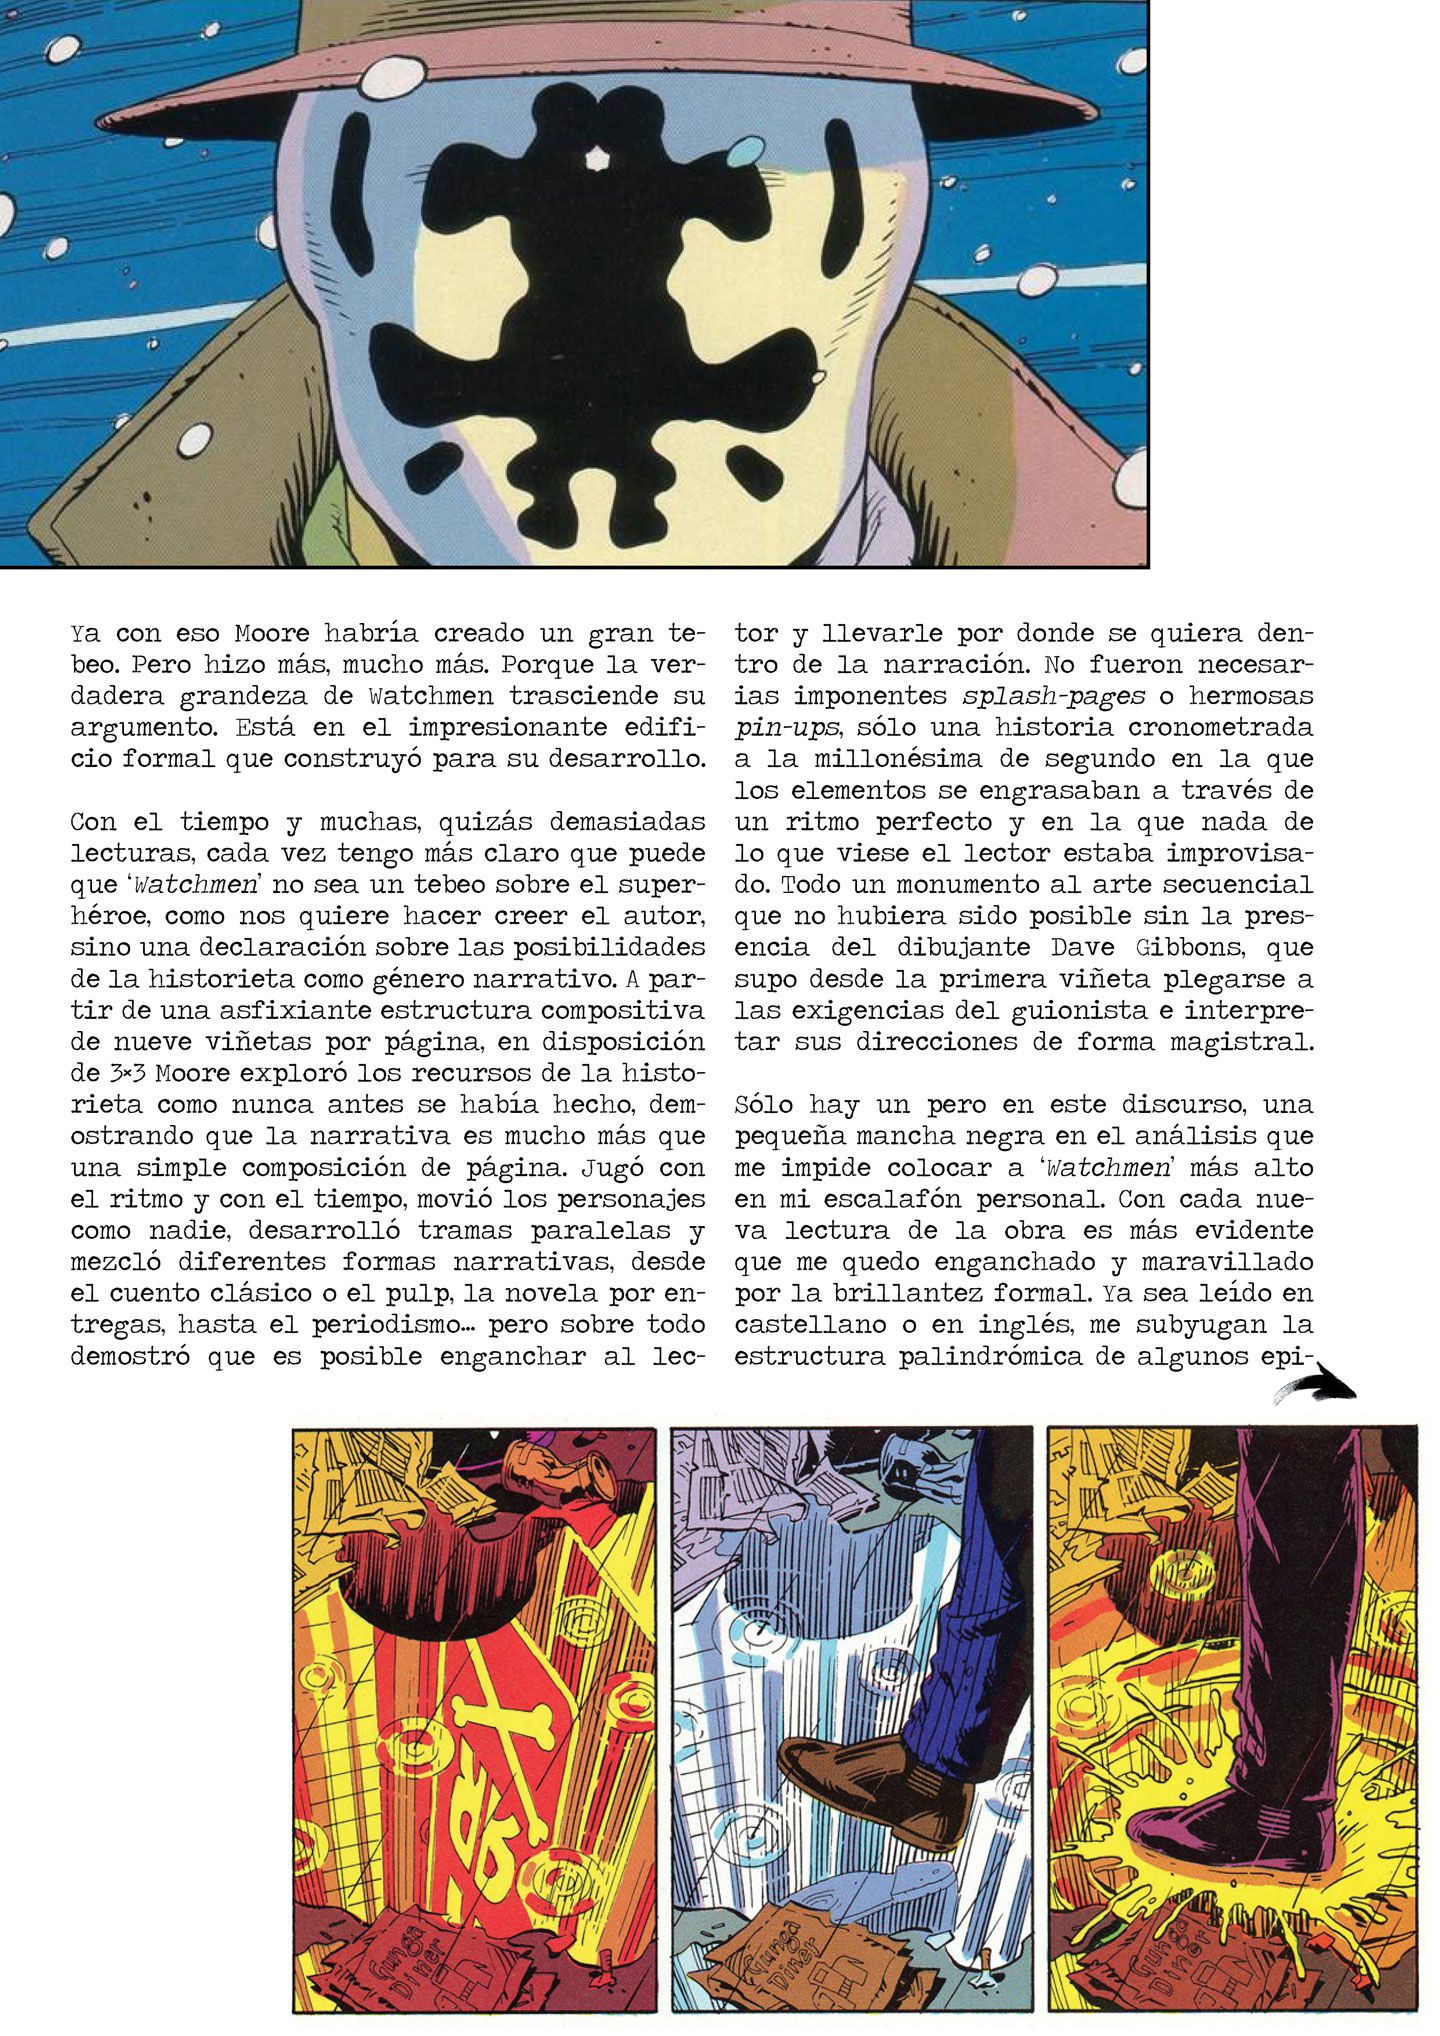 Ya con eso Moore habría creado un gran te-
beo. Pero hizo más, mucho más. Porque la ver-
dadera grandeza de Watchmen trasciende su
argumento. Está en el impresionante edifi-
cio formal que construyó para su desarrollo.
Con el tiempo y muchas, quizás demasiadas
lecturas, cada vez tengo más claro que puede
que ‘Watchmen’ no sea un tebeo sobre el super-
héroe, como nos quiere hacer creer el autor,
sino una declaración sobre las posibilidades
de la historieta como género narrativo. A par-
tir de una asfixiante estructura compositiva
de nueve viñetas por página, en disposición
de 3×3 Moore exploró los recursos de la histo-
rieta como nunca antes se había hecho, dem-
ostrando que la narrativa es mucho más que
una simple composición de página. Jugó con
el ritmo y con el tiempo, movió los personajes
como nadie, desarrolló tramas paralelas y
mezcló diferentes formas narrativas, desde
el cuento clásico o el pulp, la novela por en-
tregas, hasta el periodismo… pero sobre todo
demostró que es posible enganchar al lec-
tor y llevarle por donde se quiera den-
tro de la narración. No fueron necesar-
ias imponentes splash-pages o hermosas
pin-ups, sólo una historia cronometrada
a la millonésima de segundo en la que
los elementos se engrasaban a través de
un ritmo perfecto y en la que nada de
lo que viese el lector estaba improvisa-
do. Todo un monumento al arte secuencial
que no hubiera sido posible sin la pres-
encia del dibujante Dave Gibbons, que
supo desde la primera viñeta plegarse a
las exigencias del guionista e interpre-
tar sus direcciones de forma magistral.
Sólo hay un pero en este discurso, una
pequeña mancha negra en el análisis que
me impide colocar a ‘Watchmen’ más alto
en mi escalafón personal. Con cada nue-
va lectura de la obra es más evidente
que me quedo enganchado y maravillado
por la brillantez formal. Ya sea leído en
castellano o en inglés, me subyugan la
estructura palindrómica de algunos epi-
Gunga
Diner
Gunga
Diner
Gunga
Diner